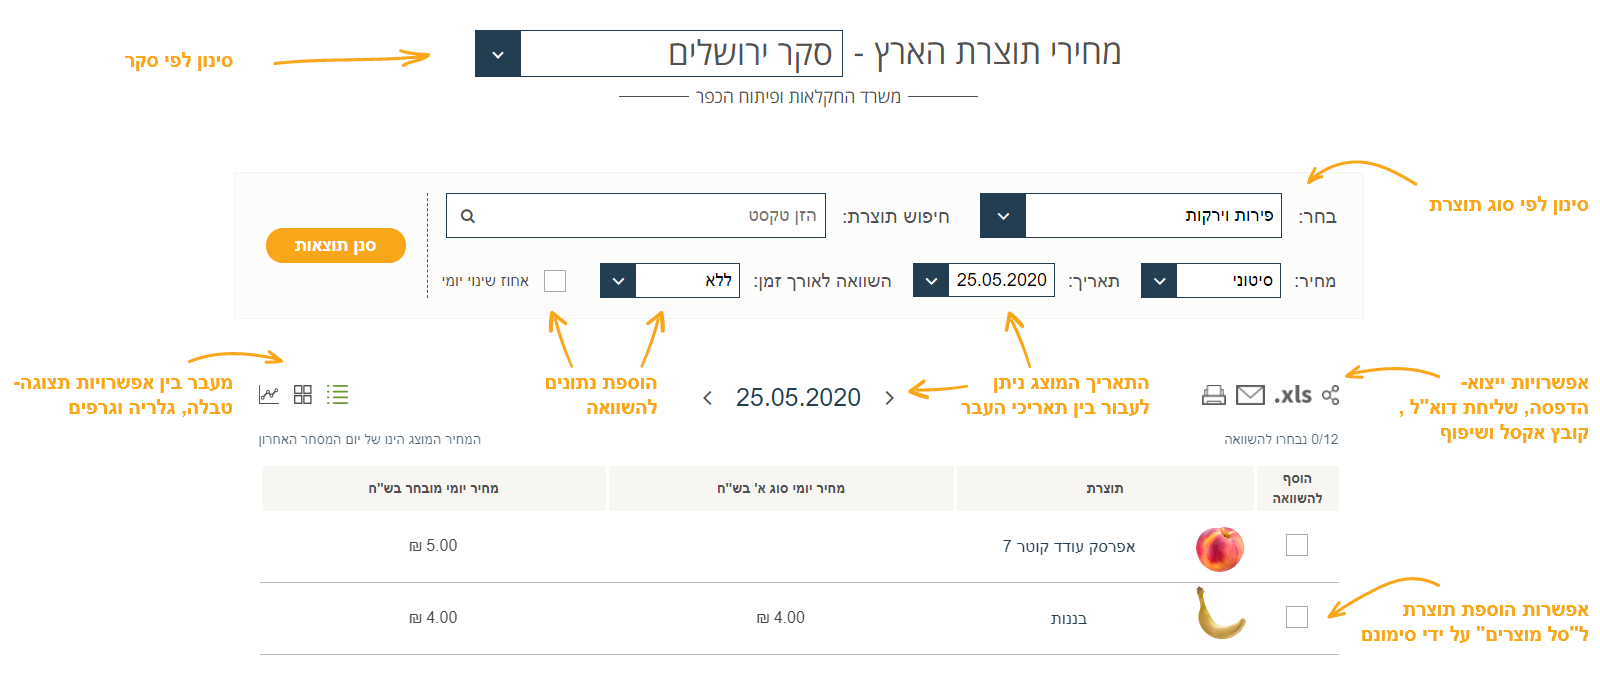 מחירי תוצרת הארץ - סקר ירושלים
סינון לפי סקר
משרד החקלאות ופיתוח הכפר
סינון לפי סוג תוצרת
בחר: פירות וירקות חיפוש תוצרת: הזן טקסט
סנן תוצאות
מחיר: סיטוני תאריך: 25.05.2020 השוואה לאורך זמן: ללא אחוז שינוי יומי
אפשרויות ייצוא-
הדפסה, שליחת דוא"ל ,
קובץ אקסל ושיפוף
.xls
התאריך המוצג ניתן
לעבור בין תאריכי העבר
25.05.2020
הוספת נתונים
להשוואה
מעבר בין אפשרויות תצוגה-
טבלה, גלריה וגרפים
0/12 נבחרו להשוואה
המחיר המוצג הינו של יום המסחר האחרון
הוסף
להשוואה
תוצרת
מחיר יומי סוג א' בש"ח
מחיר יומי מובחר בש"ח
אפרסק עודד קוטר 7
5.00 ₪
בננות
4.00 ₪
4.00 ₪
אפשרות הוספת תוצרת
ל"סל מוצרים" על ידי סימונם